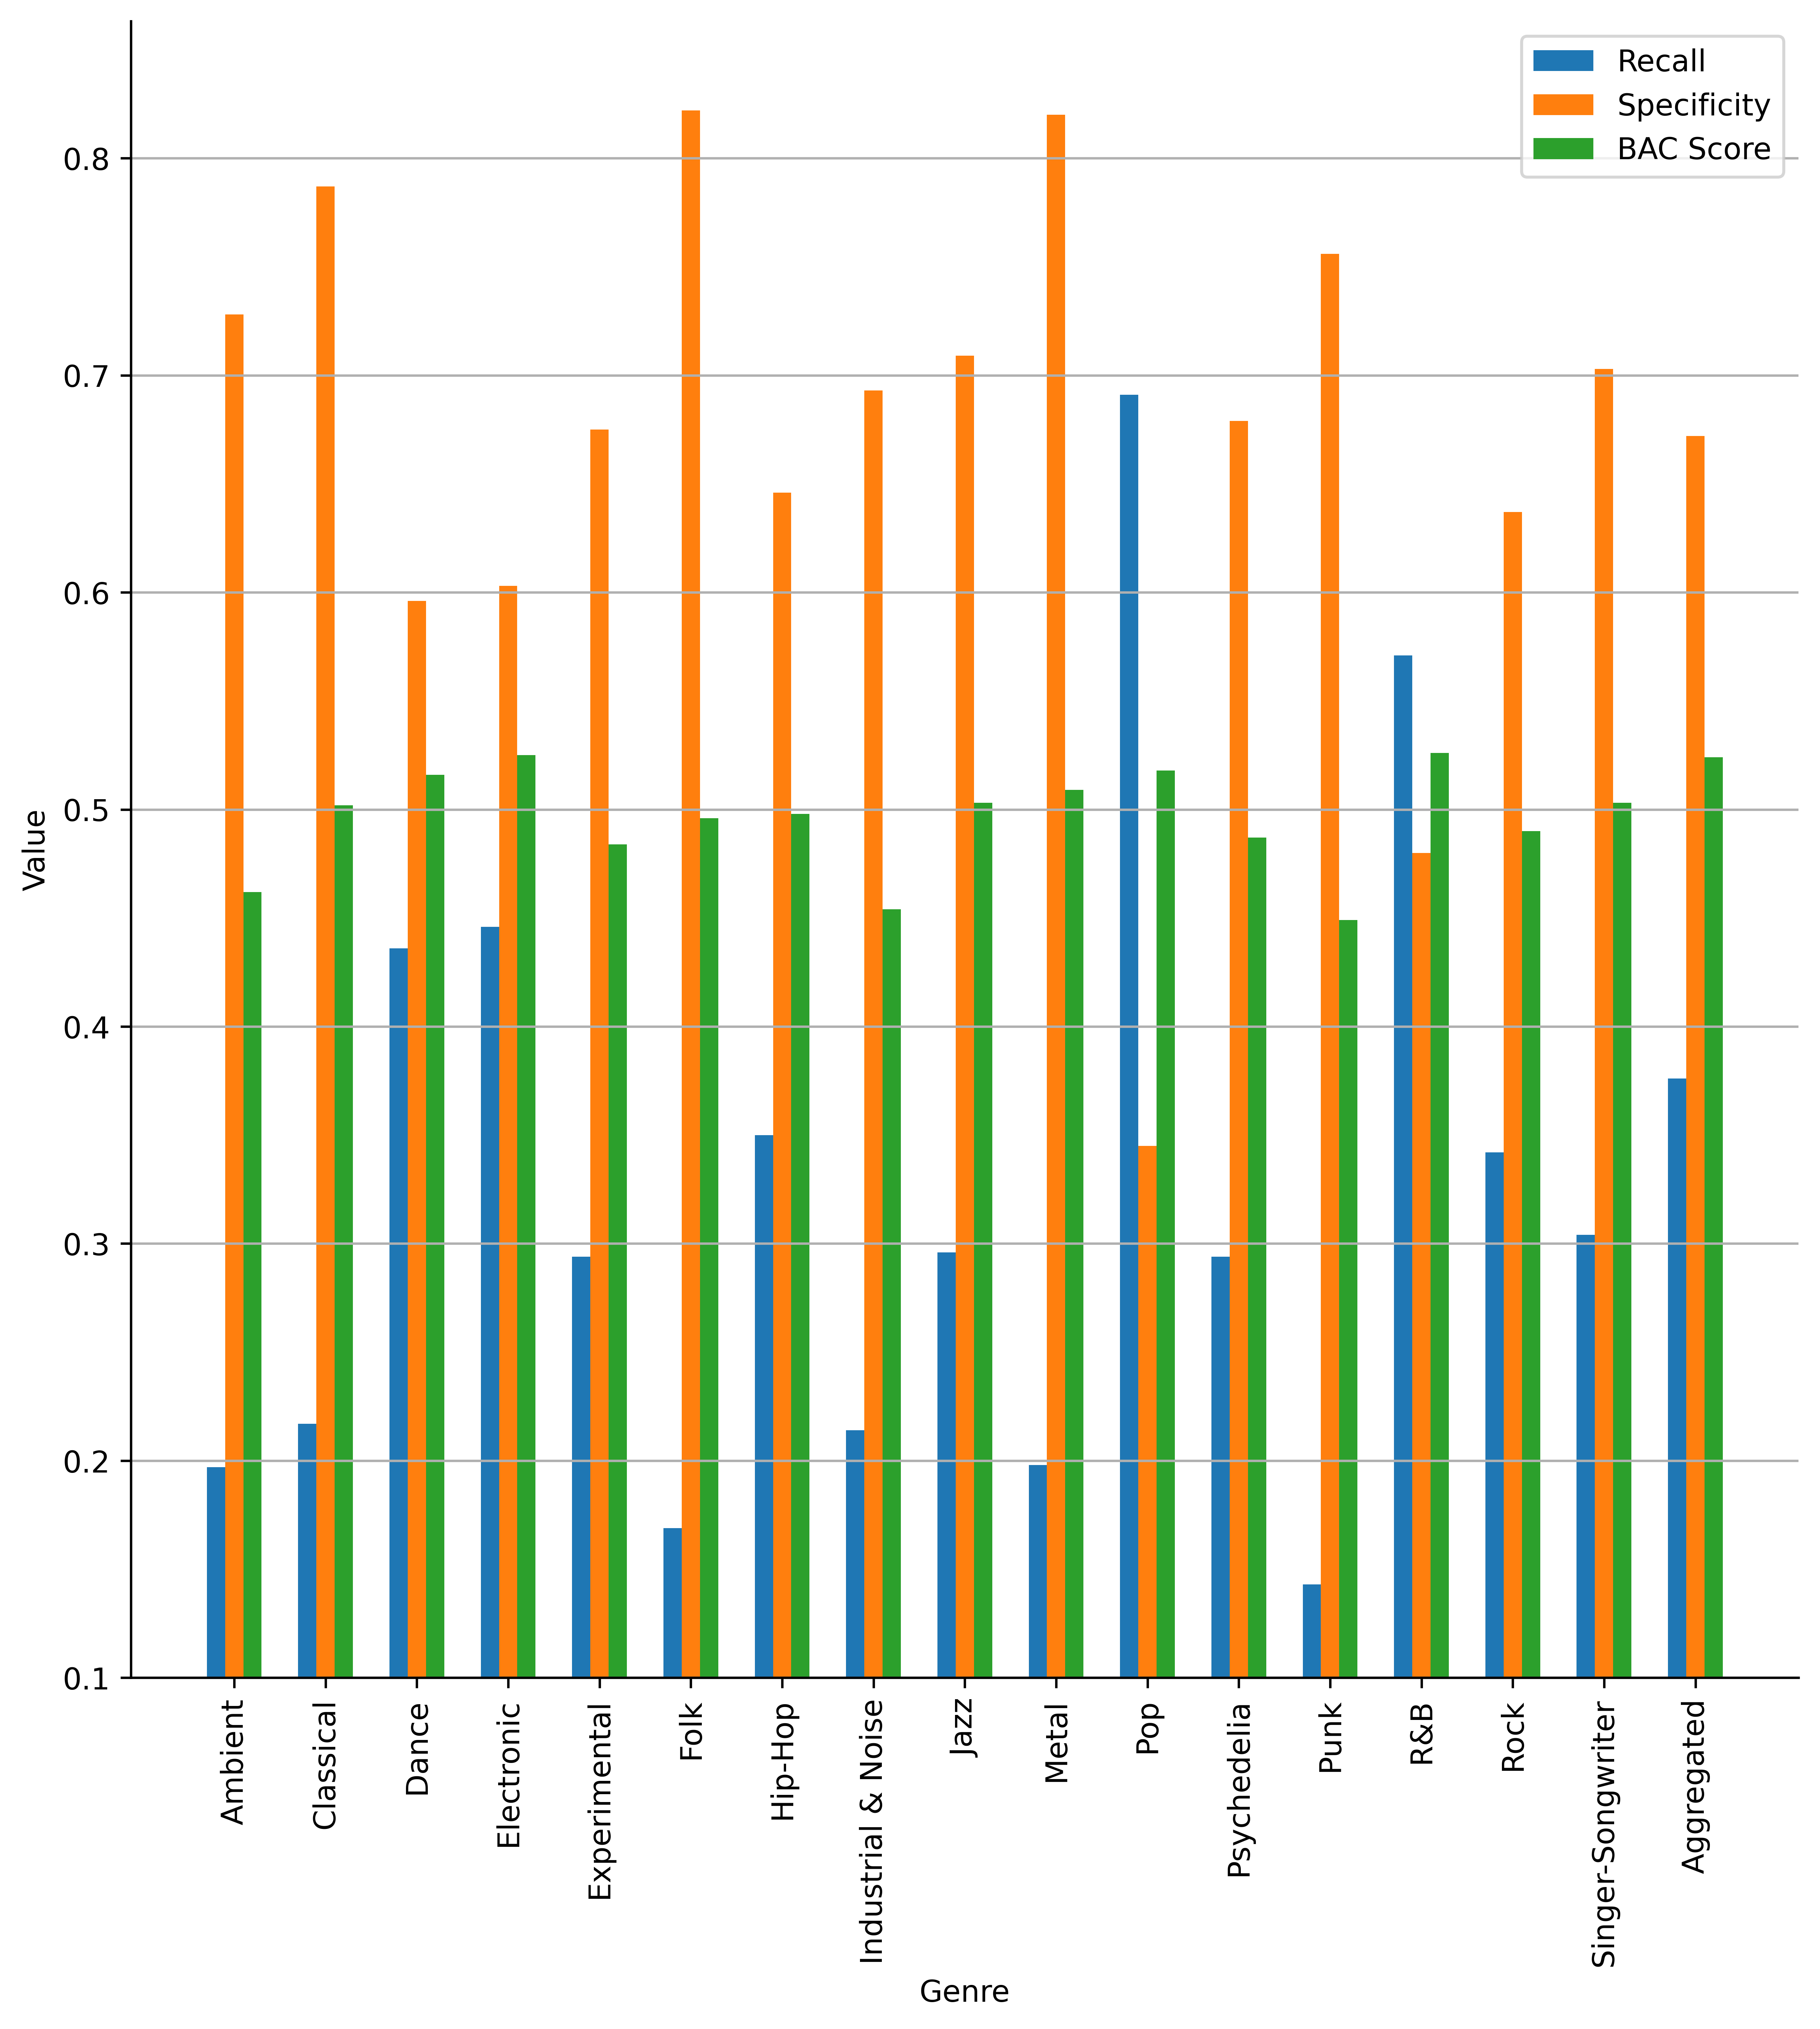 Recall
Specificity
BAC Score
0.8
0.7
0.6
0.5
0.4
0.3
0.2
0.1
Value
Ambient
Classical
Dance
Electronic
Experimental
Folk
Hip-Hop
Industrial & Noise
Jazz
Metal
Pop
Psychedelia
Punk
R&B
Rock
Singer-Songwriter
Aggregated
Genre